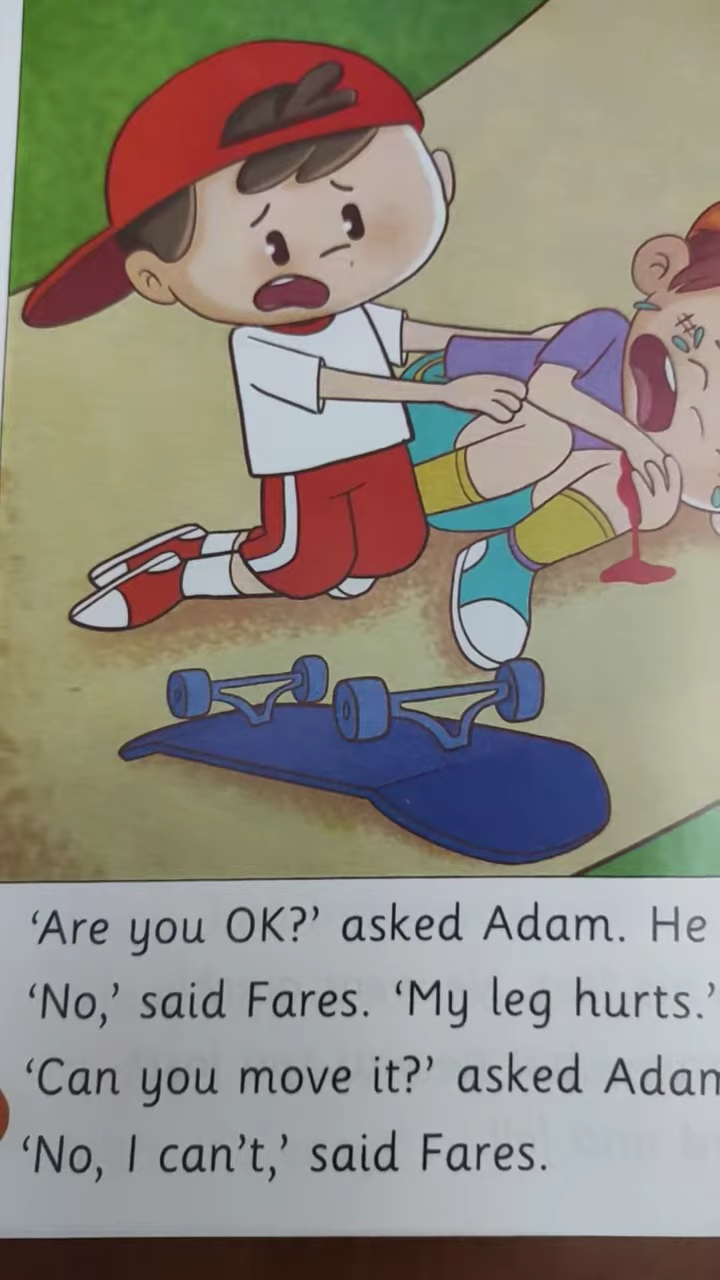 ‘Are you OK?’ asked Adam. He
‘No,’ said Fares. ‘My leg hurts.’
‘Can you move it?’ asked Adam
‘No, I can’t,’ said Fares.